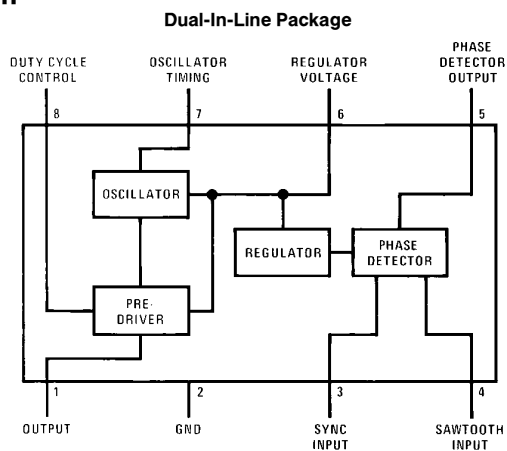 Dual-In-Line Package
DUTY CYCLE
CONTROL
OSCILLATOR
TIMING
REGULATOR
VOLTAGE
PHASE
DETECTOR
OUTPUT
8
7
6
5
OSCILLATOR
REGULATOR
PHASE
DETECTOR
PRE-
DRIVER
1
2
3
4
OUTPUT
GND
SYNC
INPUT
SAWTOOTH
INPUT